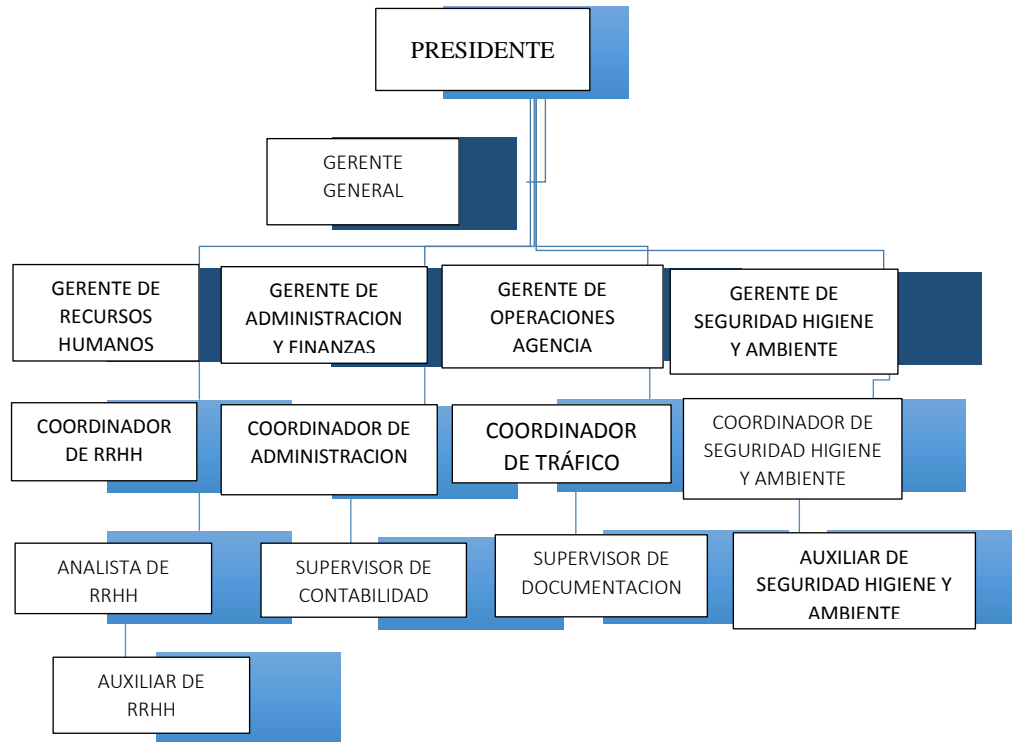 PRESIDENTE
GERENTE
GENERAL
GERENTE DE
RECURSOS
HUMANOS
GERENTE DE
ADMINISTRACION
Y FINANZAS
GERENTE DE
OPERACIONES
AGENCIA
GERENTE DE
SEGURIDAD HIGIENE
Y AMBIENTE
COORDINADOR
DE RRHH
COORDINADOR DE
ADMINISTRACION
COORDINADOR
DE TRÁFICO
COORDINADOR DE
SEGURIDAD HIGIENE
Y AMBIENTE
ANALISTA DE
RRHH
SUPERVISOR DE
CONTABILIDAD
SUPERVISOR DE
DOCUMENTACION
AUXILIAR DE
SEGURIDAD HIGIENE Y
AMBIENTE
AUXILIAR DE
RRHH